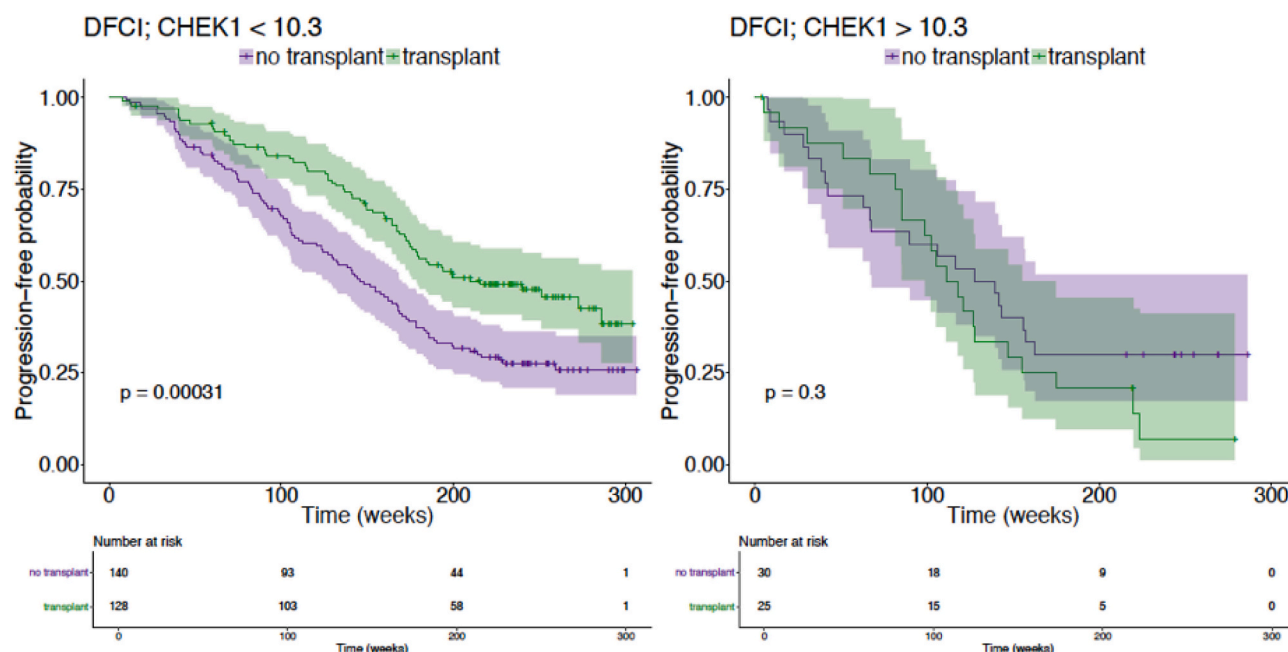 DFCI; CHEK1 < 10.3
no transplant transplant
Progression−free probability
1.00
0.75
0.50
0.25
0.00
p = 0.00031
0 100 200 300
Time (weeks)
Number at risk
no transplant 140 93 44 1
transplant 128 103 58 1
0 100 200 300
Time (weeks)
DFCI; CHEK1 > 10.3
no transplant transplant
Progression−free probability
1.00
0.75
0.50
0.25
0.00
p = 0.3
0 100 200 300
Time (weeks)
Number at risk
no transplant 30 18 9 0
transplant 25 15 5 0
0 100 200 300
Time (weeks)